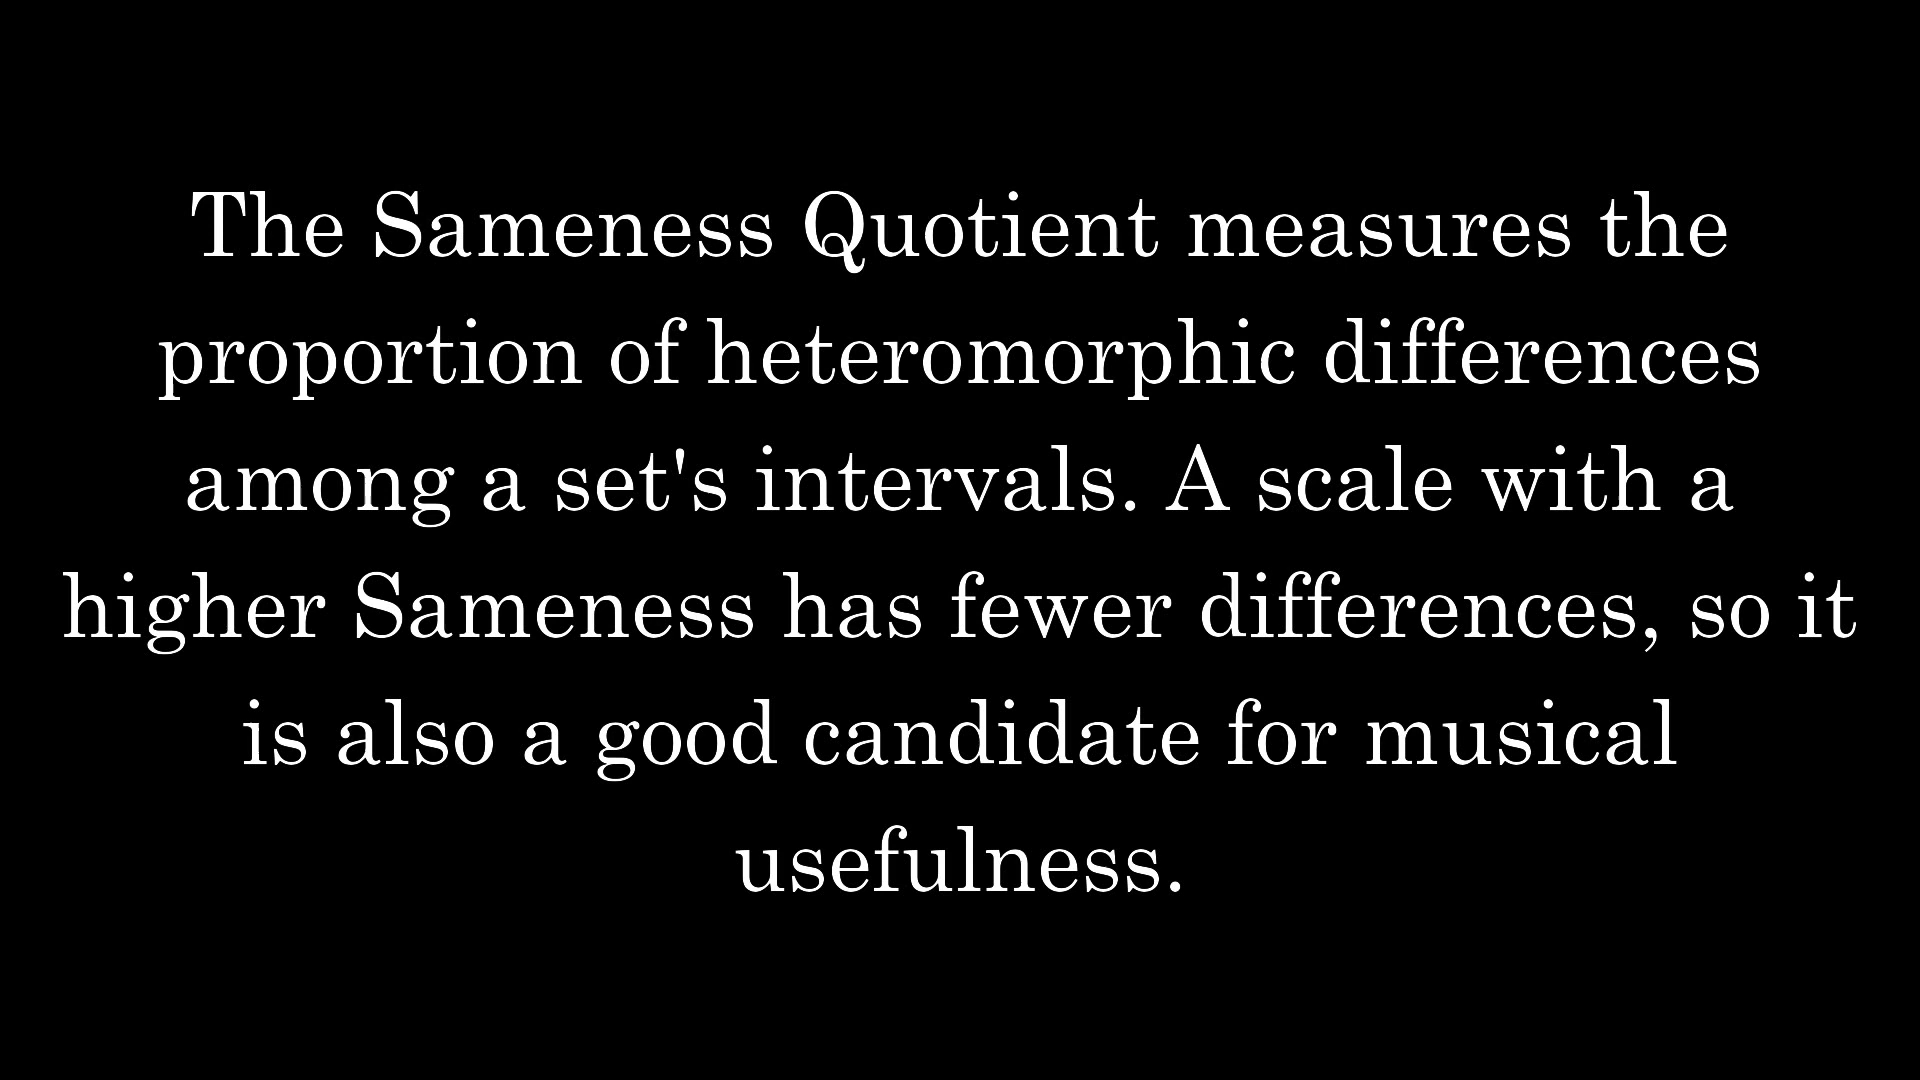 The Sameness Quotient measures the
proportion of heteromorphic differences
among a set's intervals. A scale with a
higher Sameness has fewer differences, so it
is also a good candidate for musical
usefulness.